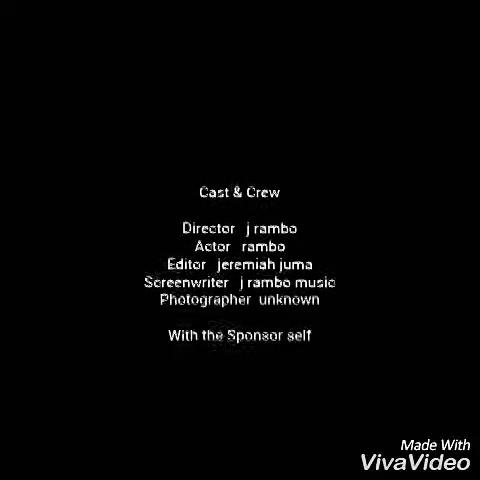 Cast & Crew
Director j rambo
Actor rambo
Editor jeremiah juma
Screenwriter j rambo music
Photographer unknown
With the Sponsor self
Made With
VivaVideo